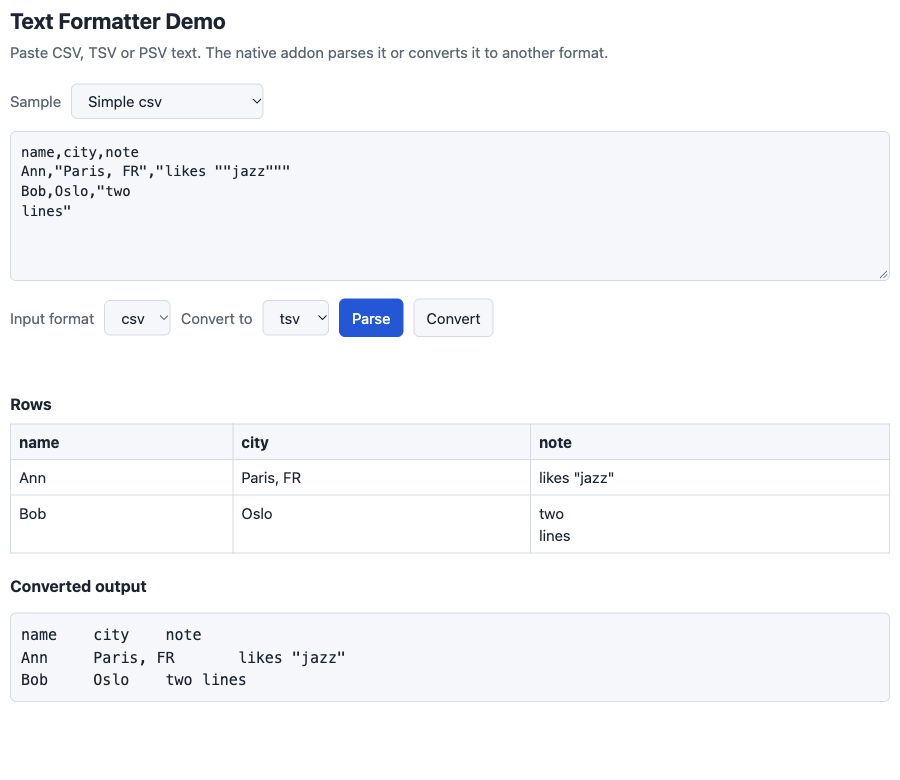 Text Formatter Demo
Paste CSV, TSV or PSV text. The native addon parses it or converts it to another format.
Sample Simple csv
name,city,note
Ann,"Paris, FR","likes ""jazz"""
Bob,Oslo,"two
lines"
Input format csv Convert to tsv Parse Convert
Rows
name city note
Ann Paris, FR likes "jazz"
Bob Oslo two
lines
Converted output
name	city	note
Ann	Paris, FR	likes "jazz"
Bob	Oslo	two lines